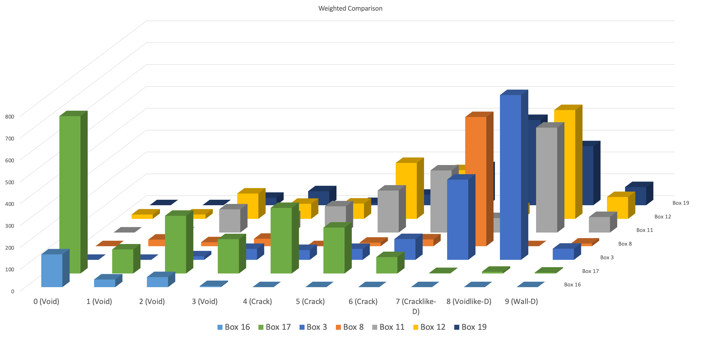 Weighted Comparison
800
700
600
500
400
300
200
100
0
0 (Void)
1 (Void)
2 (Void)
3 (Void)
4 (Crack)
5 (Crack)
6 (Crack)
7 (Cracklike-
D)
8 (Voidlike-D)
9 (Wall-D)
Box 19
Box 12
Box 11
Box 8
Box 3
Box 17
Box 16
Box 16 Box 17 Box 3 Box 8 Box 11 Box 12 Box 19